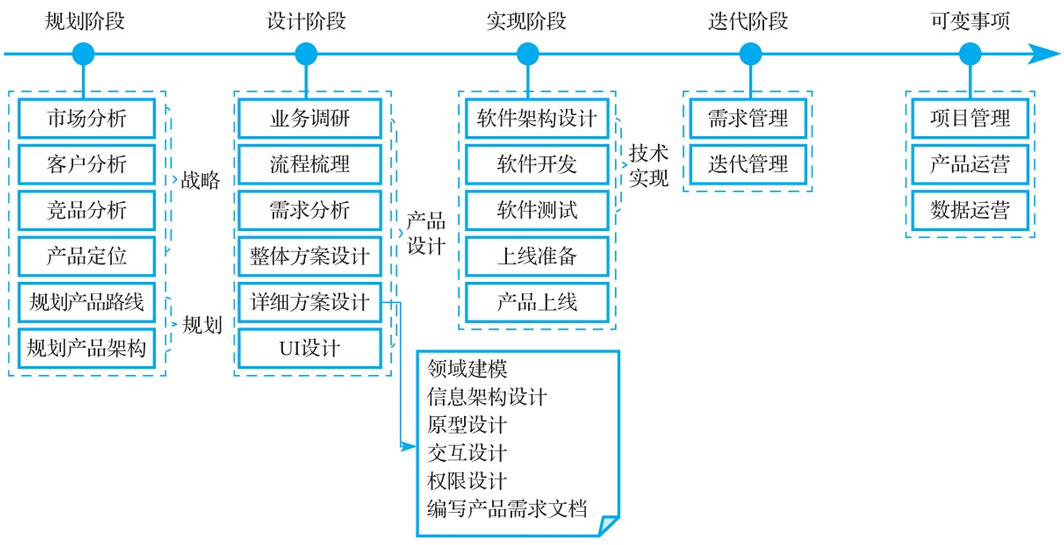 规划阶段
设计阶段
实现阶段
迭代阶段
可变事项
市场分析
客户分析
竞品分析
产品定位
规划产品路线
规划产品架构
战略
规划
业务调研
流程梳理
需求分析
整体方案设计
详细方案设计
UI设计
产品
设计
领域建模
信息架构设计
原型设计
交互设计
权限设计
编写产品需求文档
软件架构设计
软件开发
软件测试
上线准备
产品上线
技术
实现
需求管理
迭代管理
项目管理
产品运营
数据运营